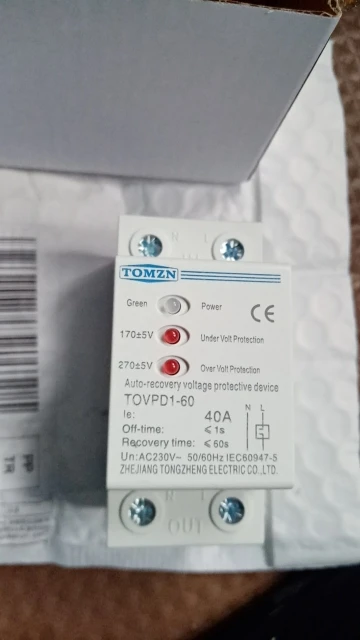 N L
TOMZN
Green Power
170±5V Under Volt Protection
270±5V Over Volt Protection
Auto-recovery voltage protective device
TOVPD1-60
Ie: 40A
Off-time: ≤1s
Recovery time: ≤60s
N L
Un:AC230V~ 50/60Hz IEC60947-5
ZHEJIANG TONGZHENG ELECTRIC CO.,LTD.
CE
N L
OUT
PP
TR